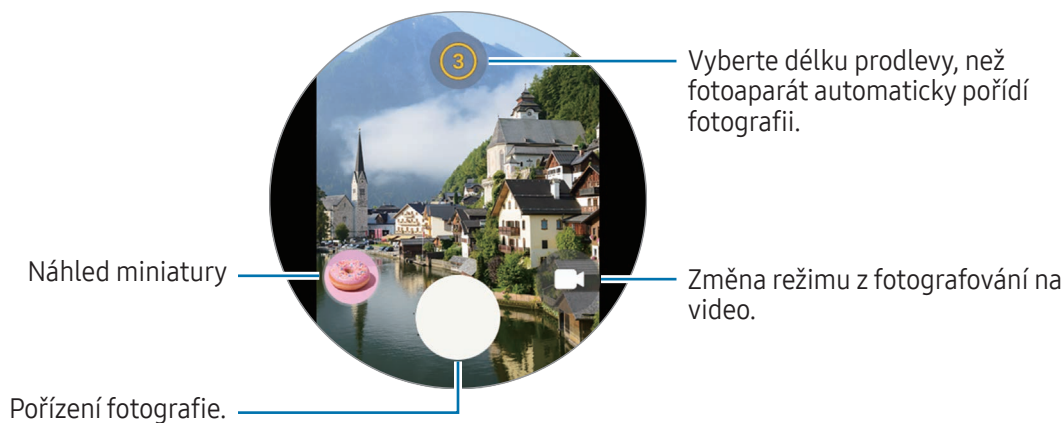 3
Vyberte délku prodlevy, než
fotoaparát automaticky pořídí
fotografii.
Náhled miniatury
Změna režimu z fotografování na
video.
Pořízení fotografie.